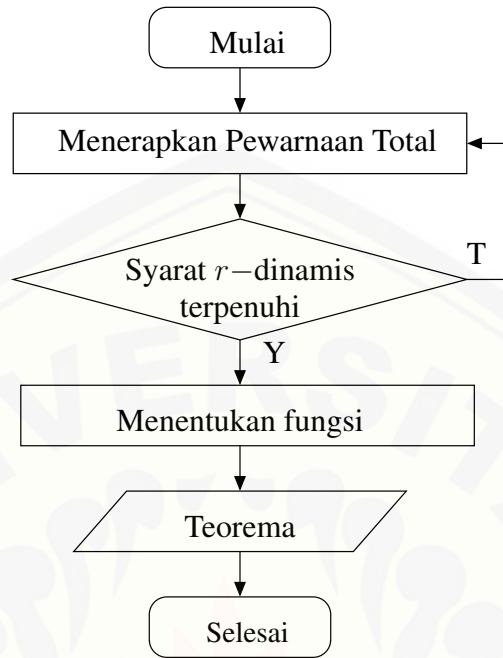 Mulai
Menerapkan Pewarnaan Total
Syarat r−dinamis
terpenuhi
T
Y
Menentukan fungsi
Teorema
Selesai